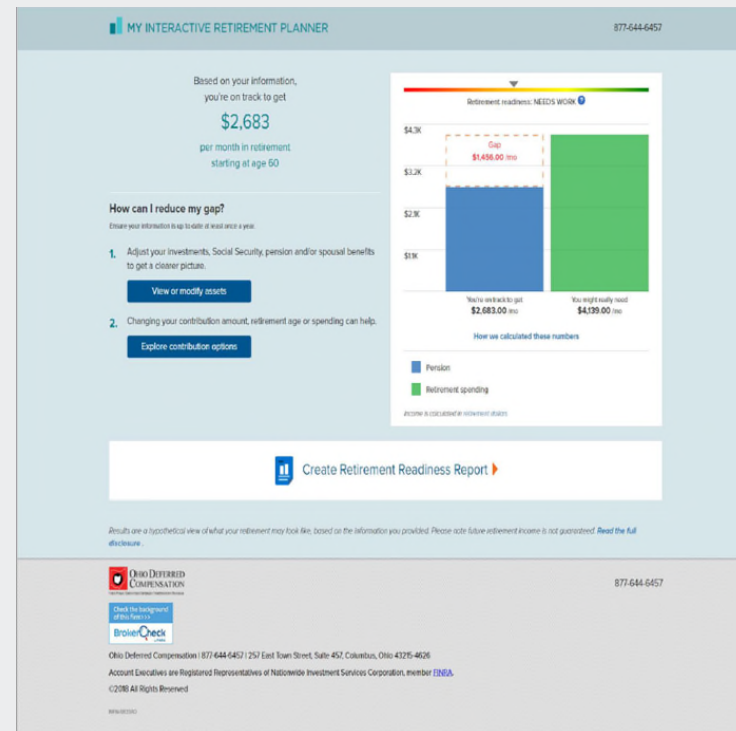 MY INTERACTIVE RETIREMENT PLANNER
877-644-6457
Based on your information,
you're on track to get
$2,683
per month in retirement
starting at age 60
How can I reduce my gap?
Ensure your information is up to date at least once a year.
1. Adjust your investments, Social Security, pension and/or spousal benefits
to get a clearer picture.
View or modify assets
2. Changing your contribution amount, retirement age or spending can help.
Explore contribution options
Retirement readiness: NEEDS WORK ?
$4.3K
Gap
$1,456.00 /mo
$3.2K
$2.1K
$1.1K
You're on track to get
$2,683.00 /mo
You might really need
$4,139.00 /mo
How we calculated these numbers
Pension
Retirement spending
Income is calculated in retirement dollars
Create Retirement Readiness Report
Results are a hypothetical view of what your retirement may look like, based on the information you provided. Please note future retirement income is not guaranteed. Read the full
disclosure .
OHIO DEFERRED
COMPENSATION
877-644-6457
Check the background
of this firm >>>
BrokerCheck
Ohio Deferred Compensation | 877-644-6457 | 257 East Town Street, Suite 457, Columbus, Ohio 43215-4626
Account Executives are Registered Representatives of Nationwide Investment Services Corporation, member FINRA.
©2018 All Rights Reserved